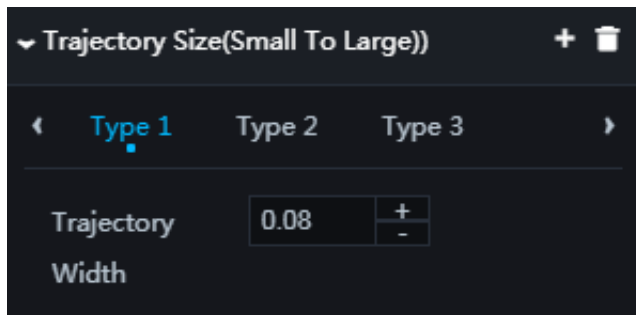 Trajectory Size(Small To Large))
Type 1 Type 2 Type 3
Trajectory 0.08 + -
Width